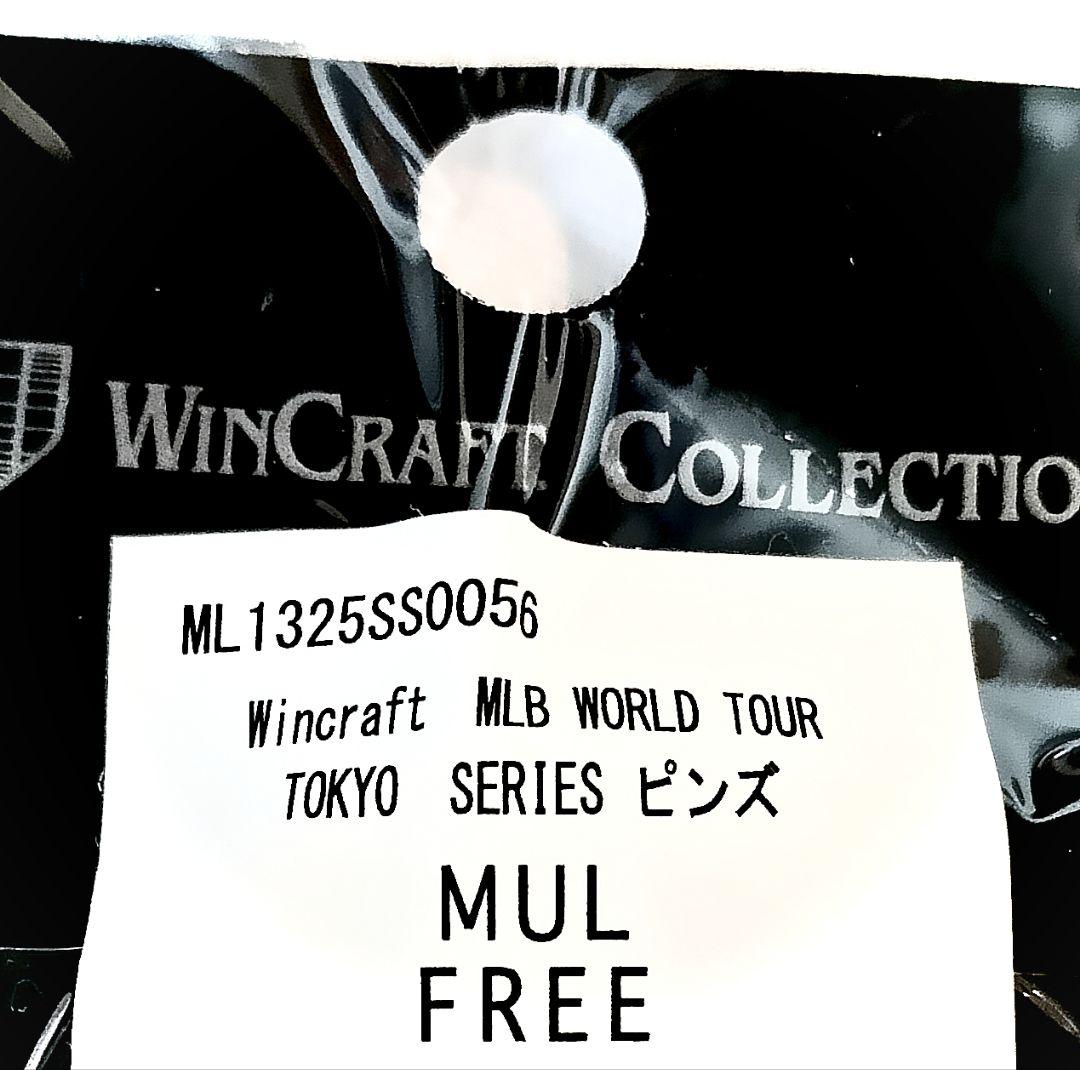 WINCRAFT. COLLECTIO
ML1325SS0056
Wincraft MLB WORLD TOUR
TOKYO SERIES ピンズ
MUL
FREE